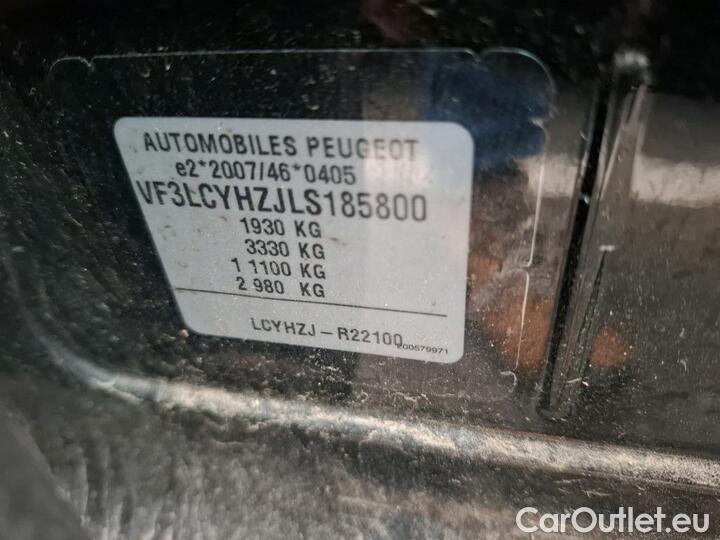 AUTOMOBILES PEUGEOT
e2*2007/46*0405
VF3LCYHZJLS185800
1930 KG
3330 KG
1 1100 KG
2 980 KG
LCYHZJ-R22100
E00579971
CarOutlet.eu